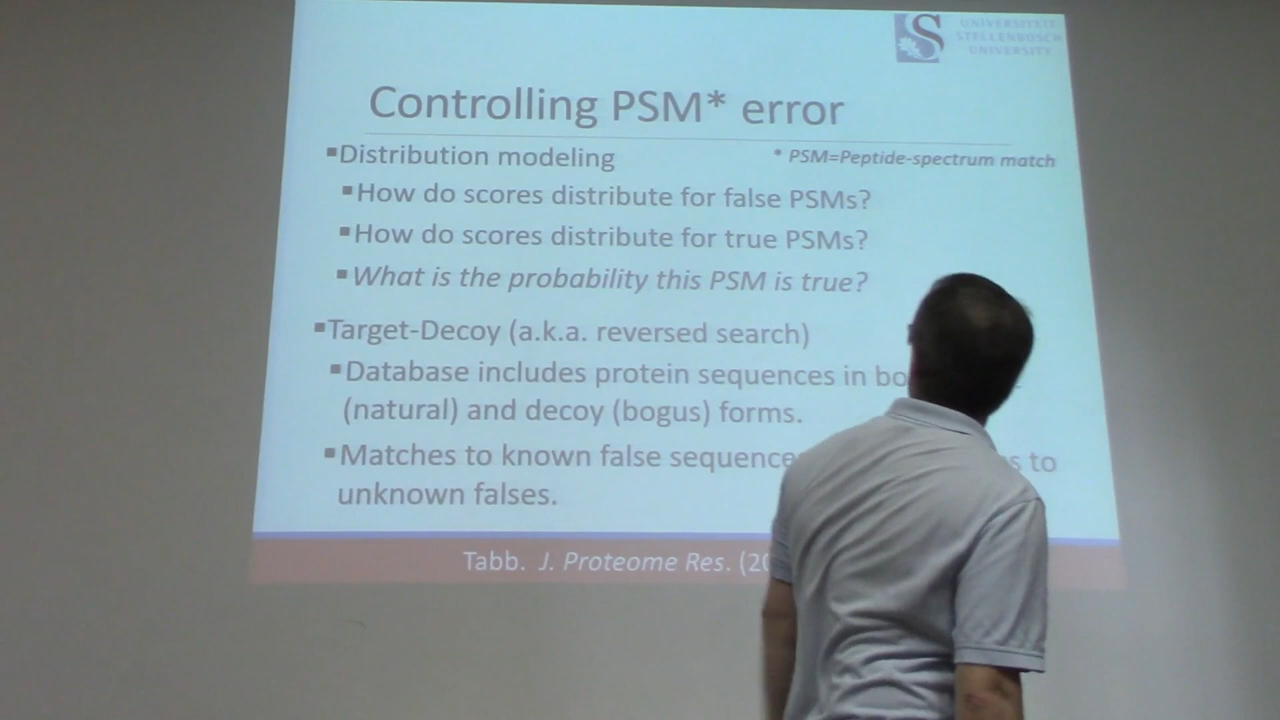 UNIVERSITEIT
STELLENBOSCH
UNIVERSITY
Controlling PSM* error
▪Distribution modeling
* PSM=Peptide-spectrum match
▪How do scores distribute for false PSMs?
▪How do scores distribute for true PSMs?
▪What is the probability this PSM is true?
▪Target-Decoy (a.k.a. reversed search)
▪Database includes protein sequences in
(natural) and decoy (bogus) forms.
▪Matches to known false to
unknown falses.
Tabb. J. Proteome Res.